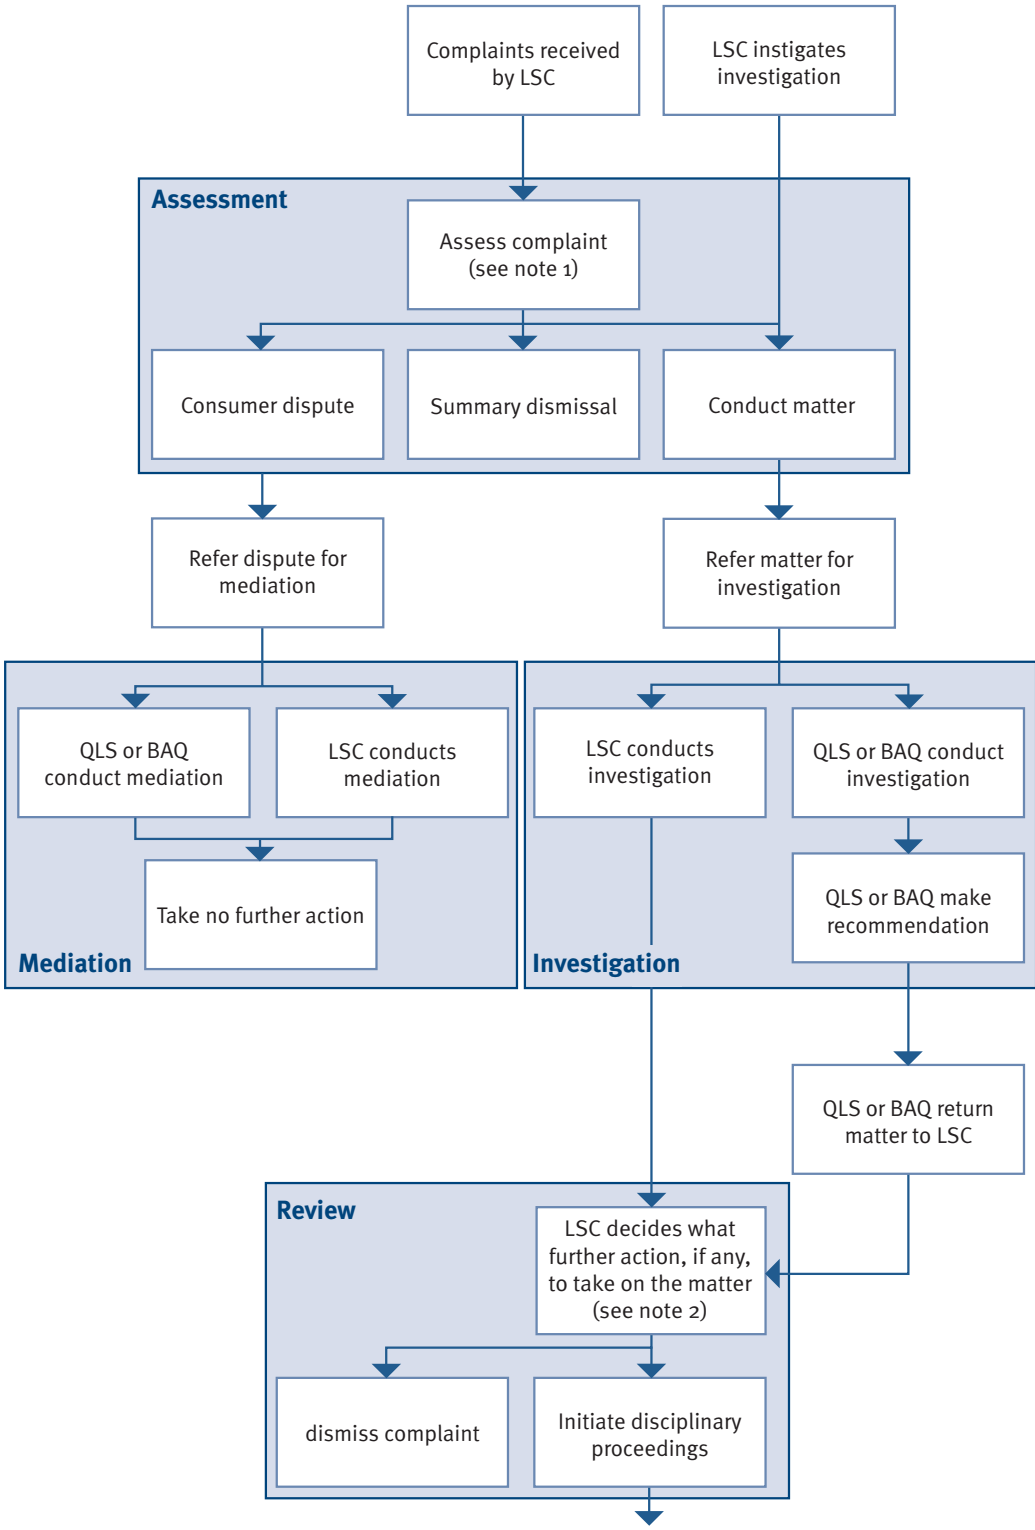 Complaints received
by LSC
LSC instigates
investigation
Assessment
Assess complaint
(see note 1)
Consumer dispute
Summary dismissal
Conduct matter
Refer dispute for
mediation
Refer matter for
investigation
QLS or BAQ
conduct mediation
LSC conducts
mediation
Take no further action
Mediation
LSC conducts
investigation
QLS or BAQ conduct
investigation
QLS or BAQ make
recommendation
Investigation
QLS or BAQ return
matter to LSC
Review
LSC decides what
further action, if any,
to take on the matter
(see note 2)
dismiss complaint
Initiate disciplinary
proceedings